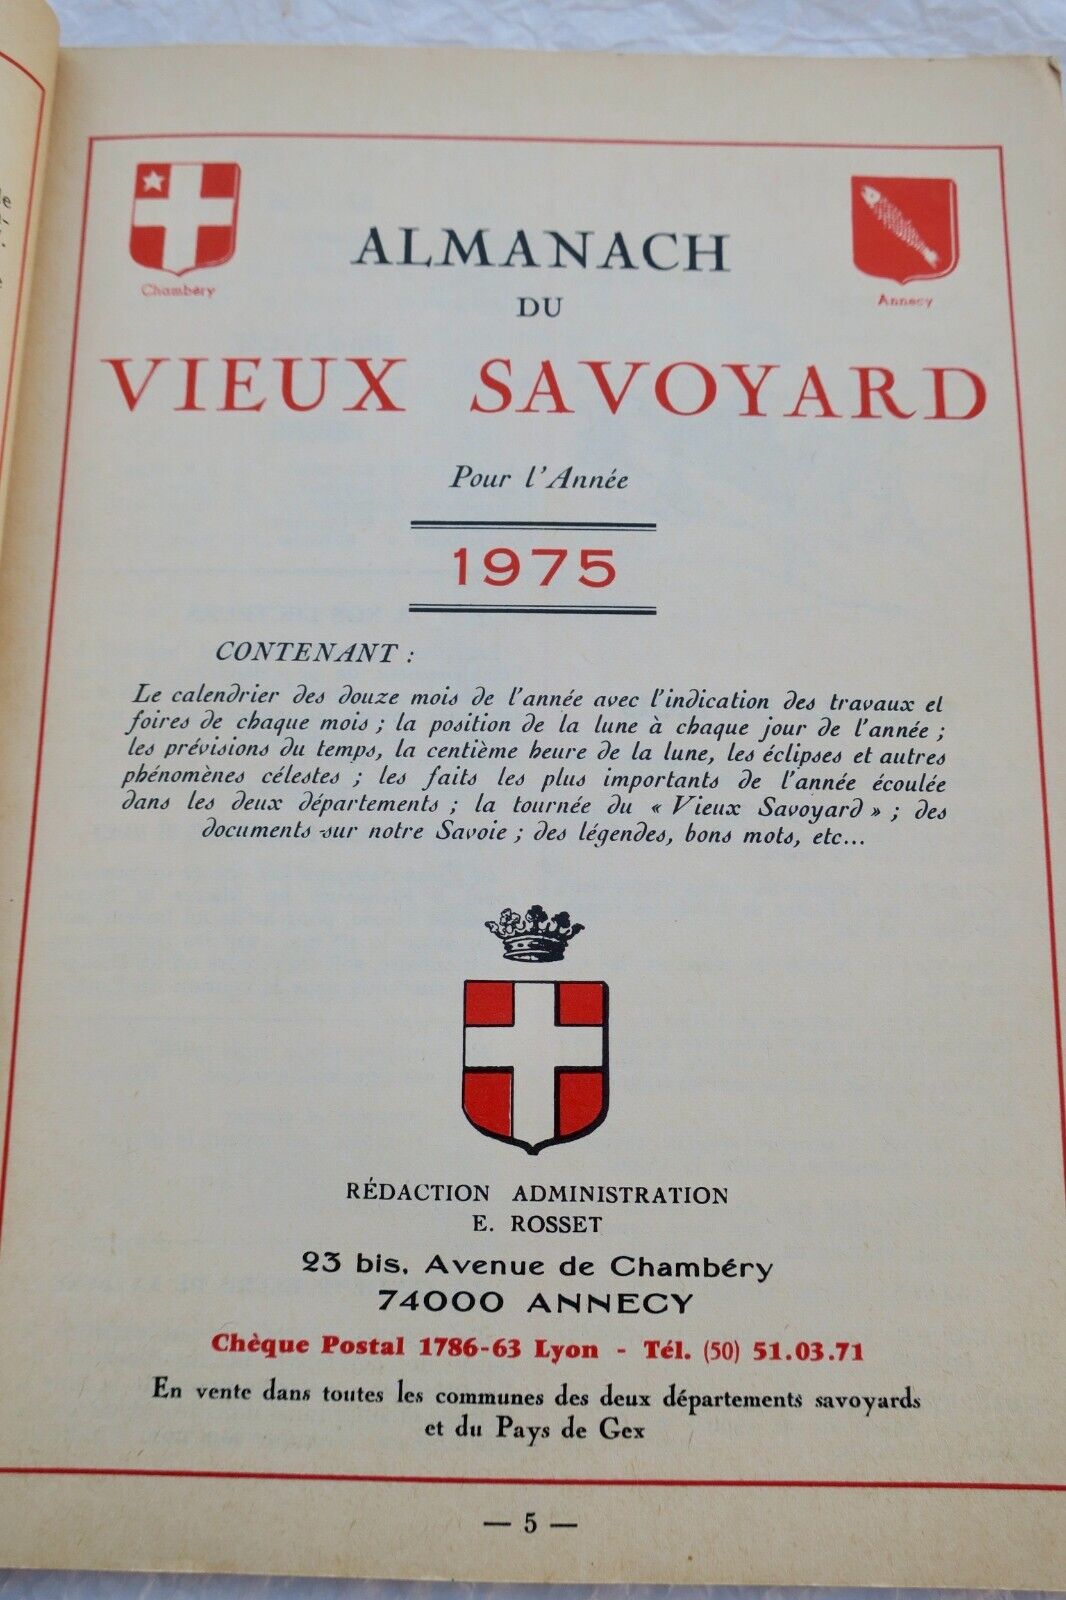 Chambéry
Annecy
ALMANACH
DU
VIEUX SAVOYARD
Pour l'Année
1975
CONTENANT :
Le calendrier des douze mois de l'année avec l'indication des travaux et
foires de chaque mois ; la position de la lune à chaque jour de l'année ;
les prévisions du temps, la centième heure de la lune, les éclipses et autres
phénomènes célestes ; les faits les plus importants de l'année écoulée
dans les deux départements ; la tournée du « Vieux Savoyard » ; des
documents sur notre Savoie ; des légendes, bons mots, etc...
RÉDACTION ADMINISTRATION
E. ROSSET
23 bis, Avenue de Chambéry
74000 ANNECY
Chèque Postal 1786-63 Lyon - Tél. (50) 51.03.71
En vente dans toutes les communes des deux départements savoyards
et du Pays de Gex
— 5 —